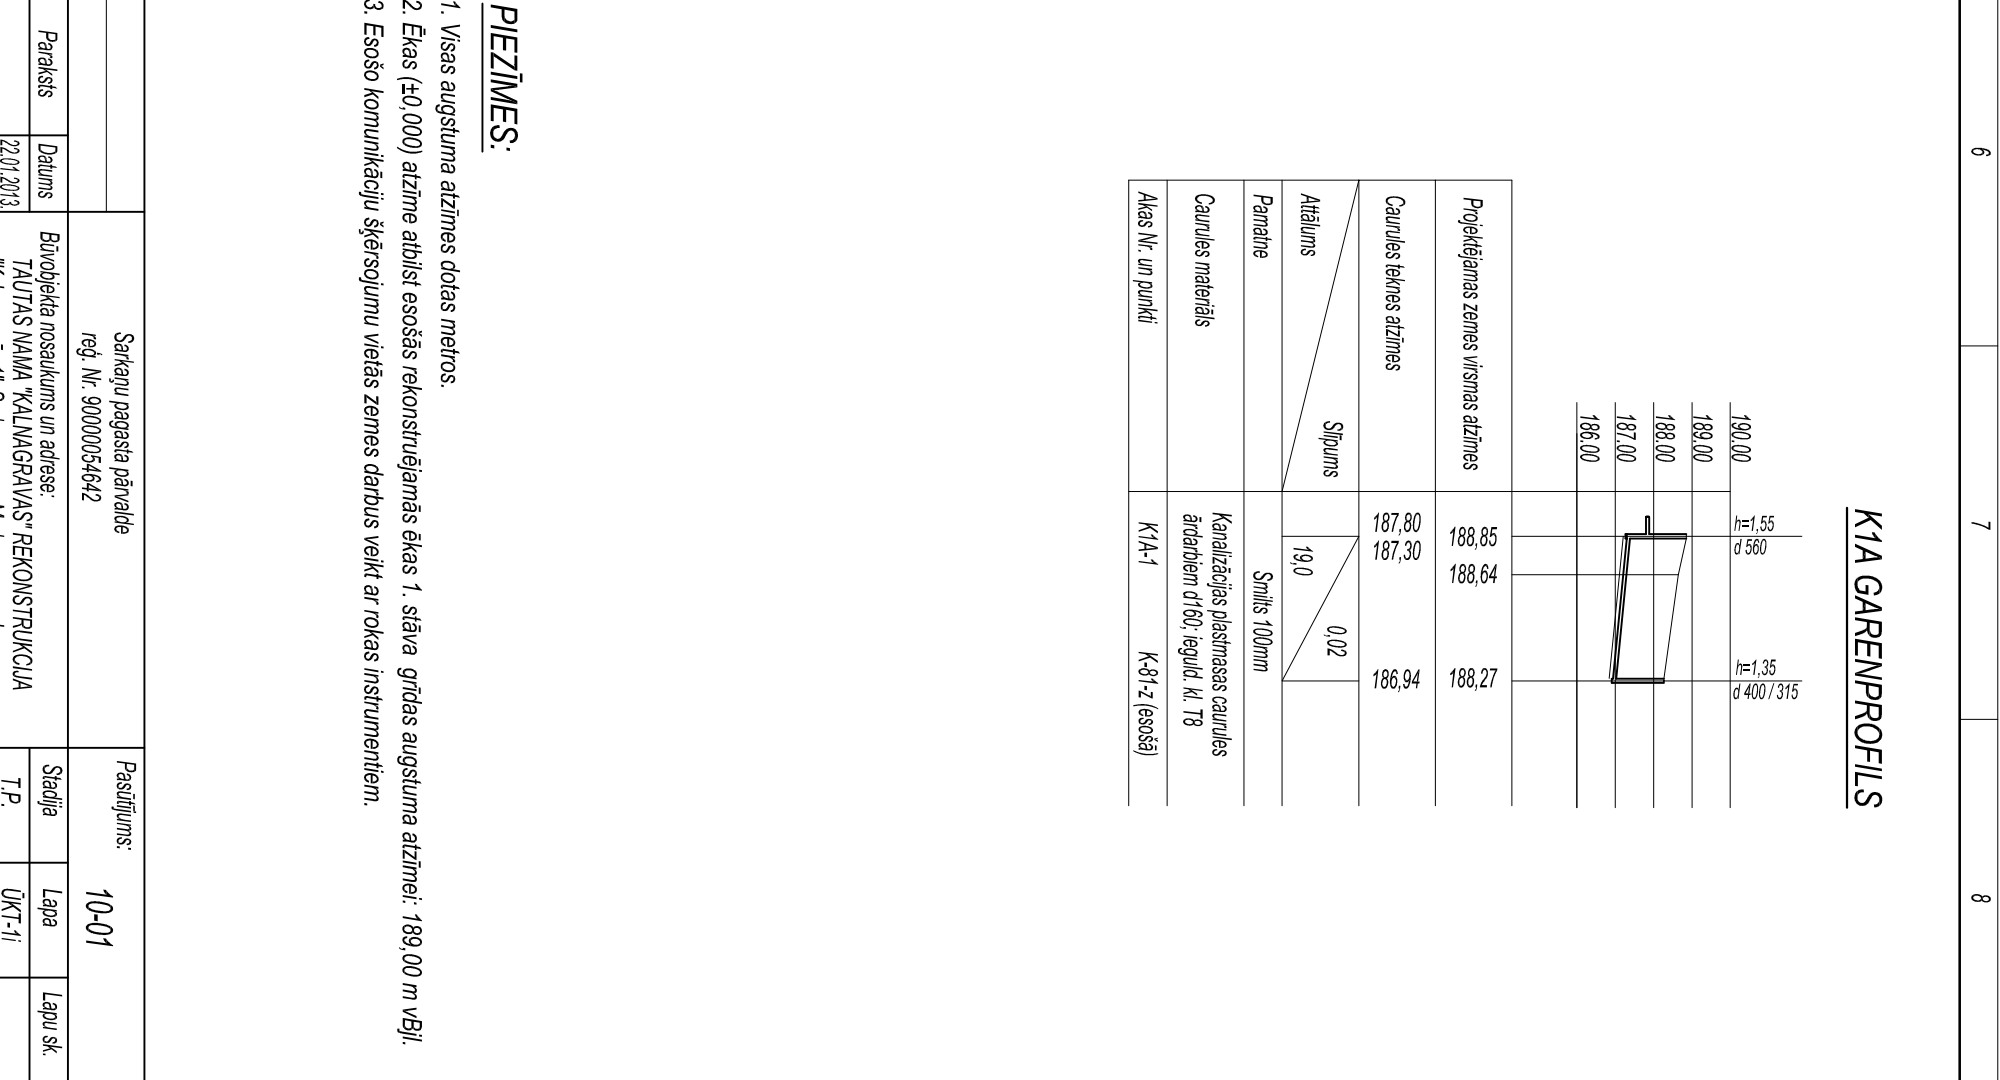 6
7
8
K1A GARENPROFILS
h=1,55
d 560
h=1,35
d 400 / 315
190.00
189.00
188.00
187.00
186.00
Projektējamas zemes virsmas atzīmes
188,85
188,64
188,27
Caurules teknes atzīmes
187,80
187,30
186,94
Slīpums
Attālums
0,02
19,0
Pamatne
Smilts 100mm
Caurules materiāls
Kanalizācijas plastmasas caurules
ārdarbiem d160; ieguld. kl. T8
Akas Nr. un punkti
K1A-1
K-81-z (esošā)
PIEZĪMES:
1. Visas augstuma atzīmes dotas metros.
2. Ēkas (±0,000) atzīme atbilst esošās rekonstruējamās ēkas 1. stāva grīdas augstuma atzīmei: 189,00 m vBjl.
3. Esošo komunikāciju šķērsojumu vietās zemes darbus veikt ar rokas instrumentiem.
Sarkaņu pagasta pārvalde
reģ. Nr. 90000054642
Pasūtījums:
10-01
Paraksts
Datums
22.01.2013.
Būvobjekta nosaukums un adrese:
TAUTAS NAMA "KALNAGRAVAS" REKONSTRUKCIJA
Stadija
Lapa
Lapu sk.
T.P.
ŪKT-1i